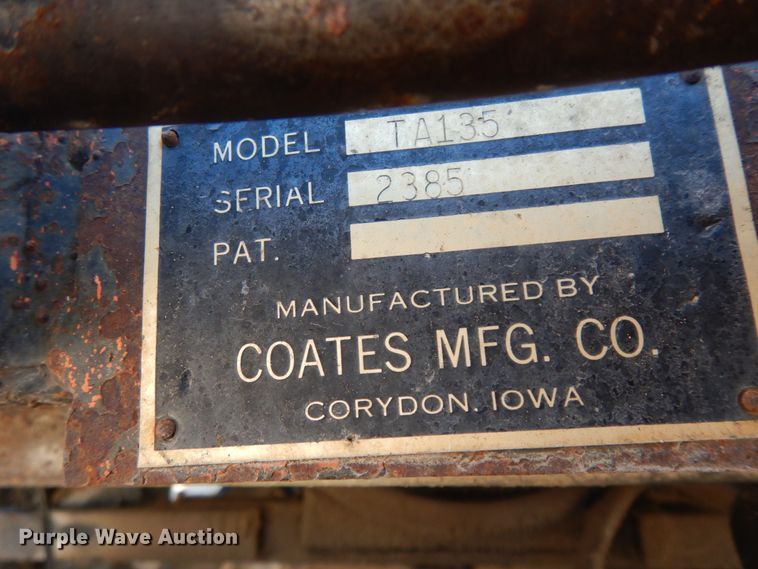 MODEL TA135
SERIAL 2385
PAT.
MANUFACTURED BY
COATES MFG. CO.
CORYDON, IOWA
Purple Wave Auction